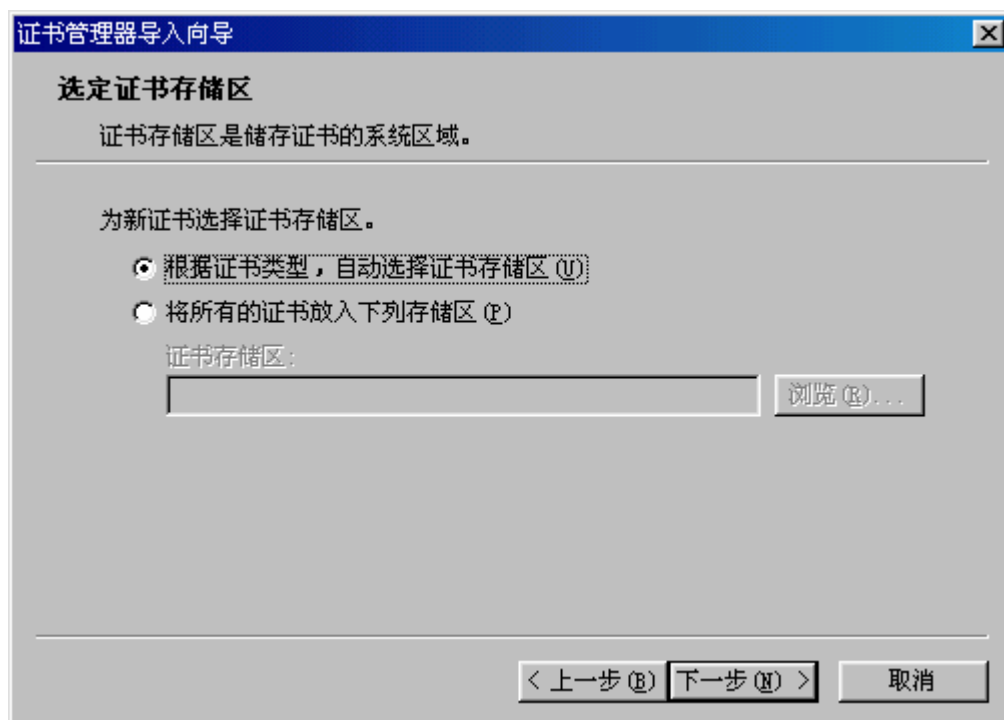 证书管理器导入向导
选定证书存储区
证书存储区是储存证书的系统区域。
为新证书选择证书存储区。
根据证书类型，自动选择证书存储区(U)
将所有的证书放入下列存储区(P)
证书存储区:
浏览(R)...
< 上一步(B) 下一步(N) > 取消